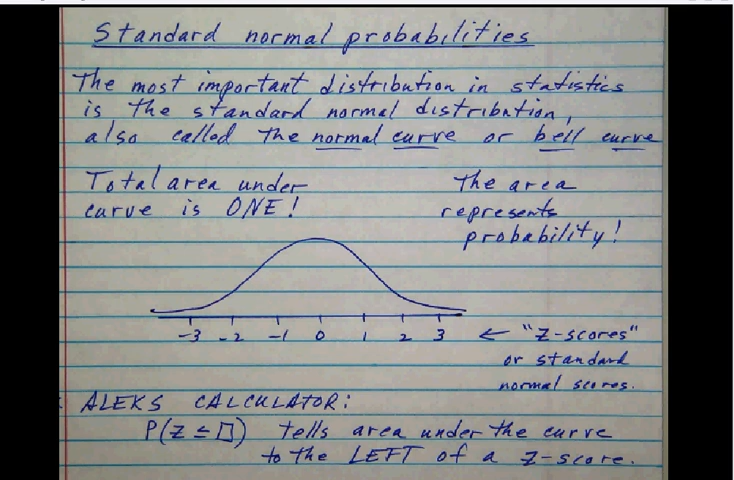 Standard normal probabilities
The most important distribution in statistics
is the standard normal distribution,
also called the normal curve or bell curve
Total area under
curve is ONE!
The area
represents
probability!
-3 -2 -1 0 1 2 3 ← "Z-scores"
or standard
normal scores.
ALEKS CALCULATOR:
P(Z ≤ □) tells area under the curve
to the LEFT of a z-score.